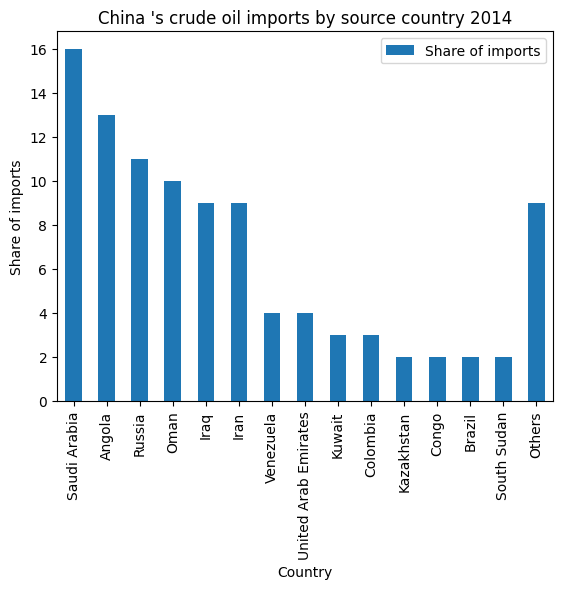 China 's crude oil imports by source country 2014
Share of imports
Share of imports
16
14
12
10
8
6
4
2
0
Saudi Arabia
Angola
Russia
Oman
Iraq
Iran
Venezuela
United Arab Emirates
Kuwait
Colombia
Kazakhstan
Congo
Brazil
South Sudan
Others
Country